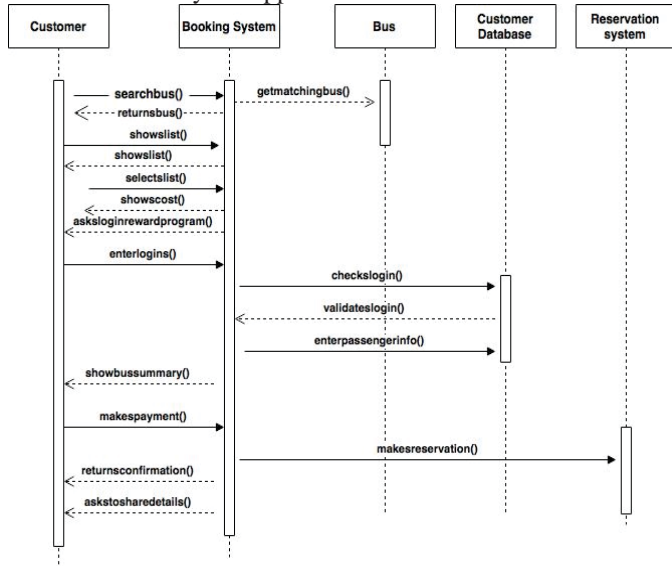 Customer
Booking System
Bus
Customer
Database
Reservation
system
searchbus()
getmatchingbus()
returnsbus()
showslist()
showslist()
selectslist()
showscost()
asksloginrewardprogram()
enterlogins()
checkslogin()
validateslogin()
enterpassengerinfo()
showbussummary()
makespayment()
makesreservation()
returnsconfirmation()
askstosharedetails()